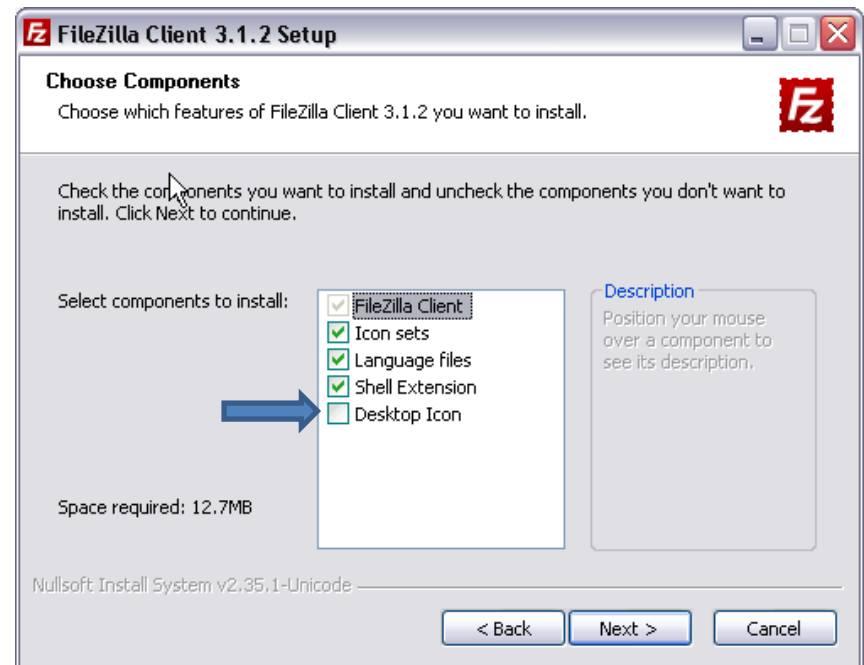 FileZilla Client 3.1.2 Setup
Choose Components
Choose which features of FileZilla Client 3.1.2 you want to install.
Fz
Check the components you want to install and uncheck the components you don't want to
install. Click Next to continue.
Select components to install:
FileZilla Client
Icon sets
Language files
Shell Extension
Desktop Icon
Description
Position your mouse
over a component to
see its description.
Space required: 12.7MB
Nullsoft Install System v2.35.1-Unicode
< Back
Next >
Cancel